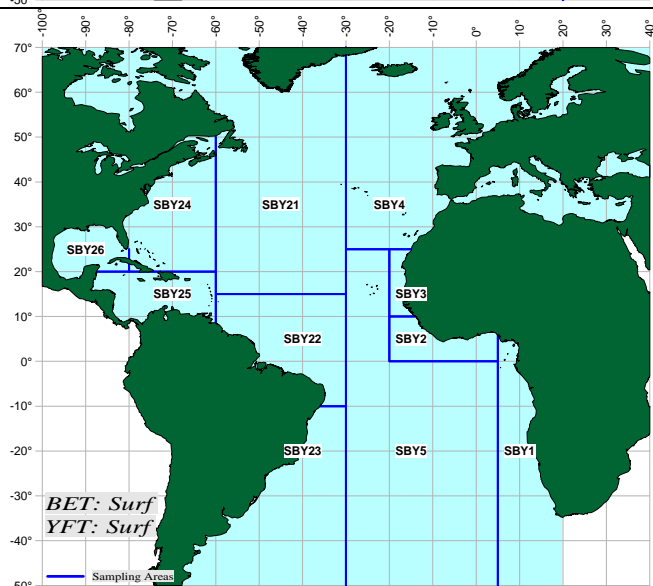 -50°
-100° -90° -80° -70° -60° -50° -40° -30° -20° -10° 0° 10° 20° 30° 40°
70°
60°
50°
40°
SBY24 SBY21 SBY4
30°
SBY26
20°
SBY25 SBY3
10°
SBY22 SBY2
0°
-10°
SBY23 SBY5 SBY1
-20°
-30°
BET: Surf
YFT: Surf
-40°
Sampling Areas
-50°